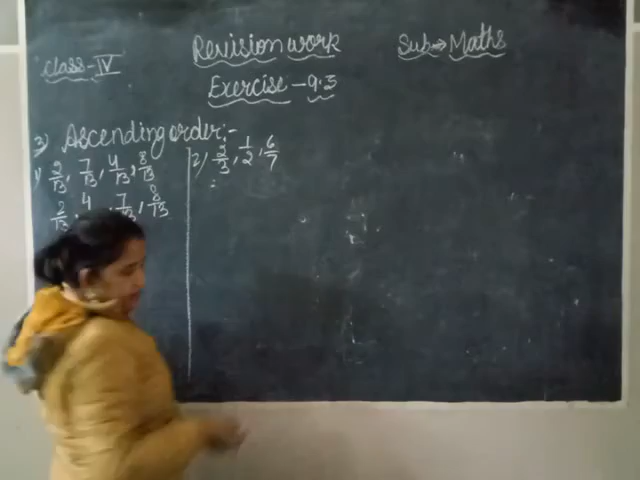 Class-IV
Revision work
Sub⇒Maths
Exercise-9.3
3) Ascending order:-
1) 2/13, 7/13, 4/13, 8/13
2/13, 4, 7/13, 8/13
2) 2/3, 1/2, 6/7